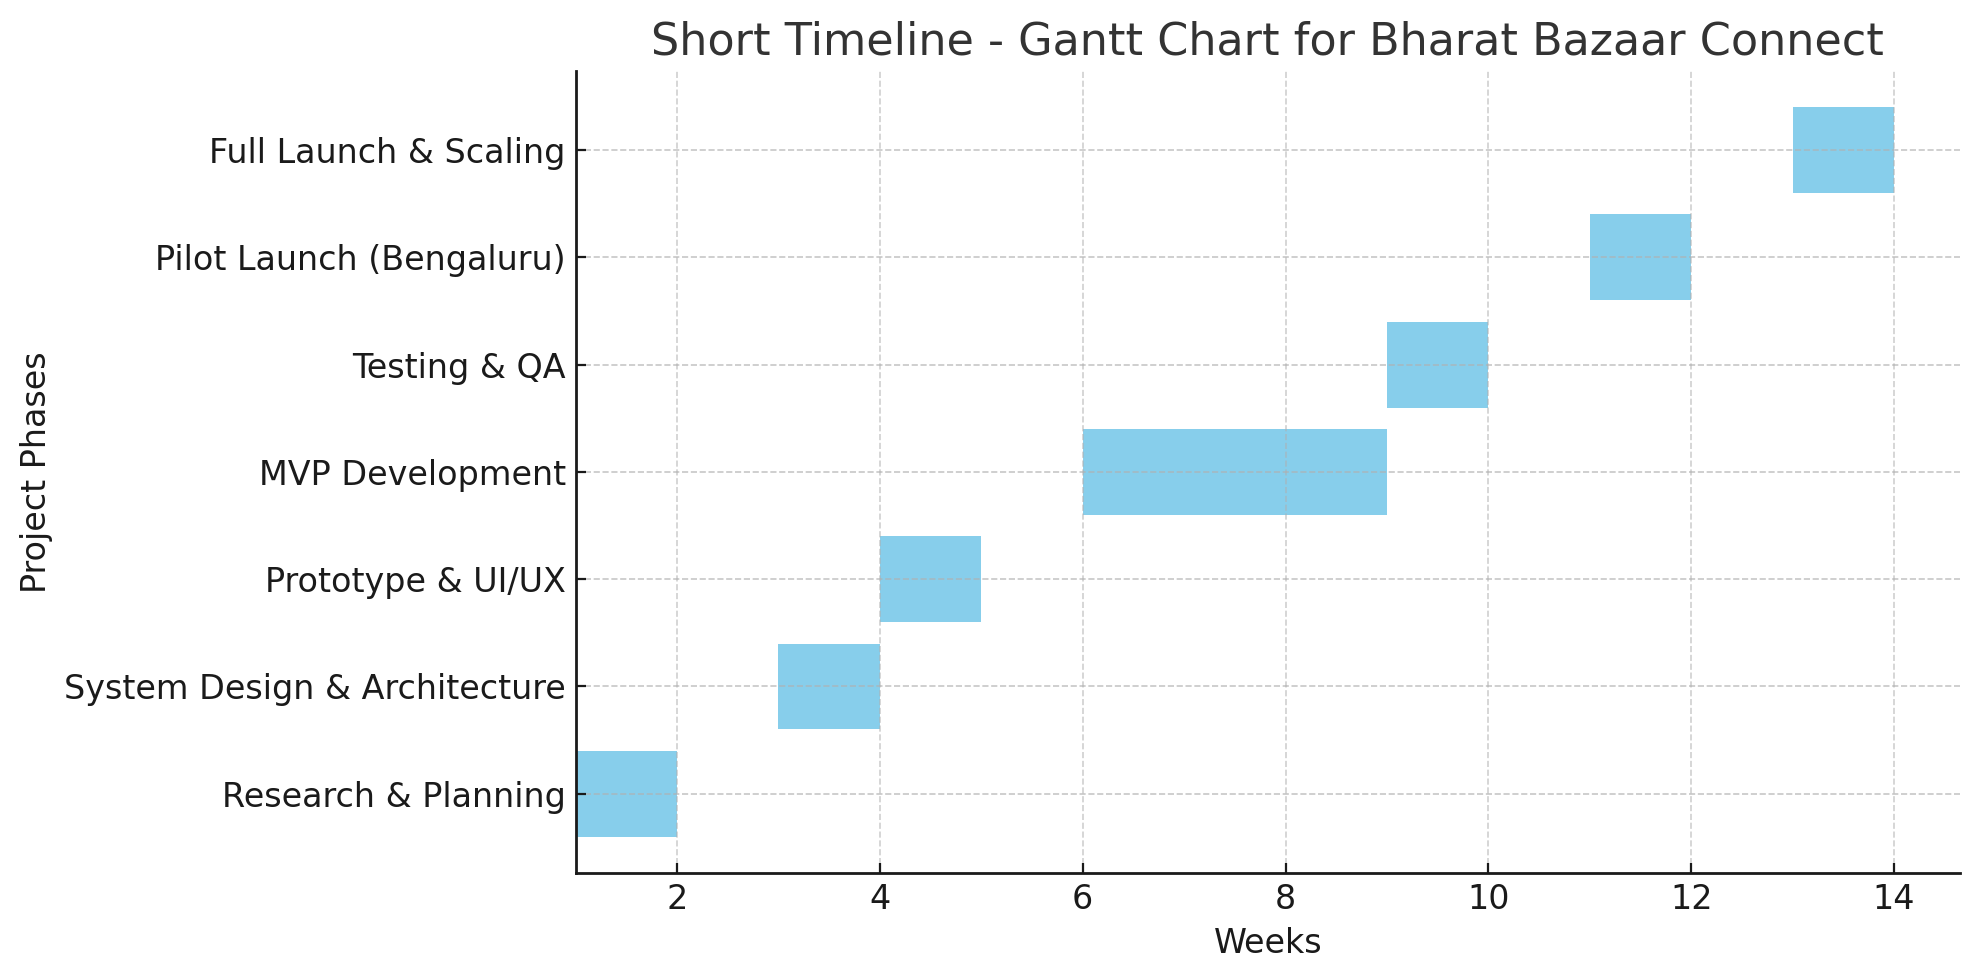 Short Timeline - Gantt Chart for Bharat Bazaar Connect
Full Launch & Scaling
Pilot Launch (Bengaluru)
Testing & QA
MVP Development
Prototype & UI/UX
System Design & Architecture
Research & Planning
Project Phases
2 4 6 8 10 12 14
Weeks